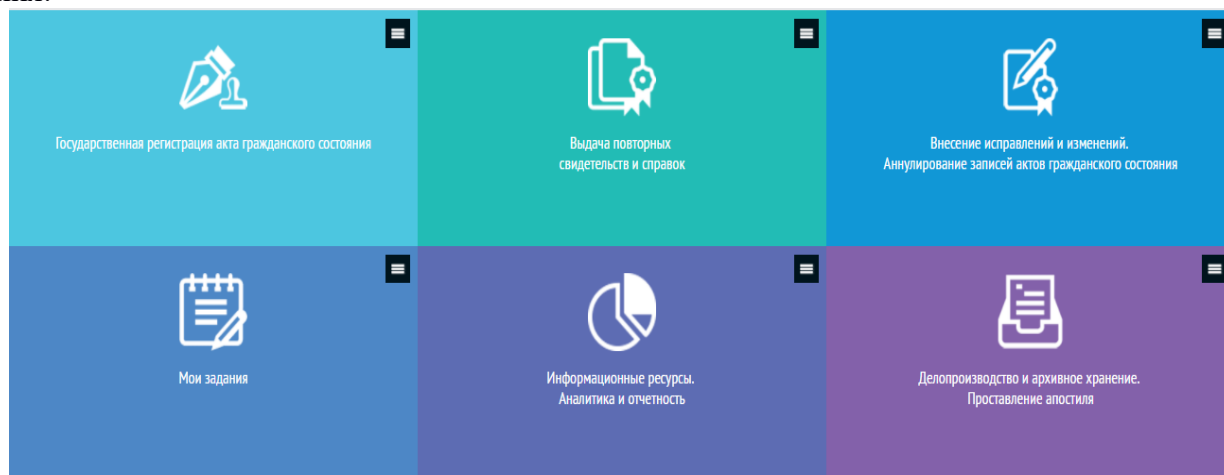 Государственная регистрация акта гражданского состояния
Выдача повторных
свидетельств и справок
Внесение исправлений и изменений.
Аннулирование записей актов гражданского состояния
Мои задания
Информационные ресурсы.
Аналитика и отчетность
Делопроизводство и архивное хранение.
Проставление апостиля